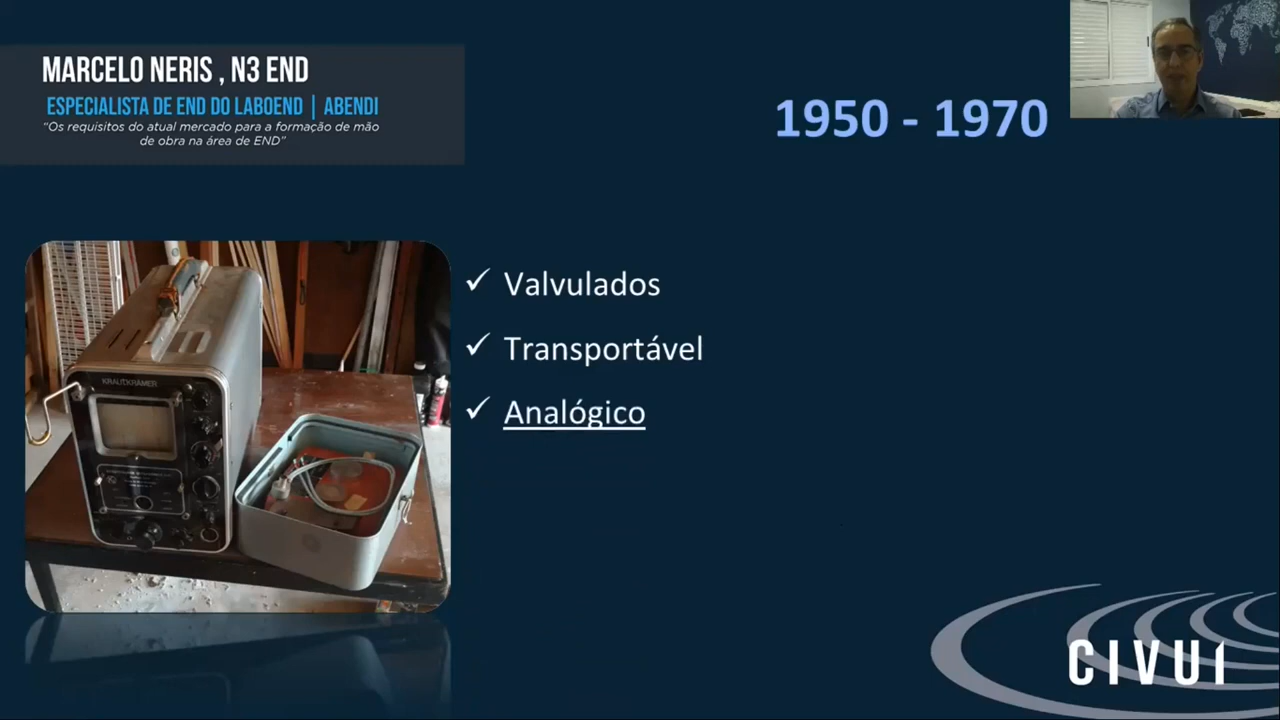 MARCELO NERIS , N3 END
ESPECIALISTA DE END DO LABOEND | ABENDI
“Os requisitos do atual mercado para a formação de mão
de obra na área de END”
1950 - 1970
✓ Valvulados
✓ Transportável
✓ Analógico
KRAUTKRÄMER
CIVUI